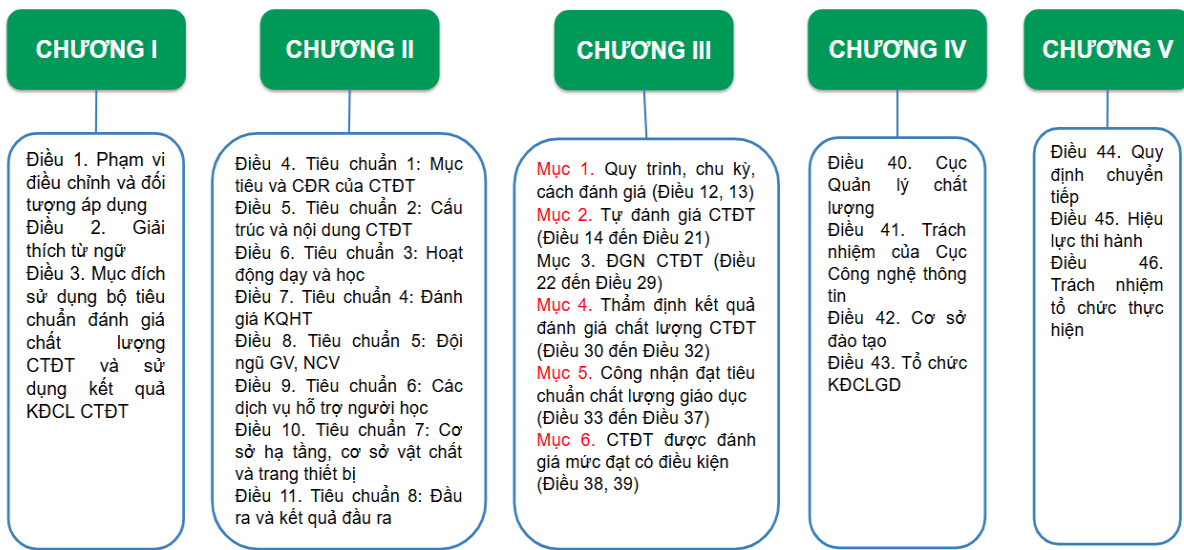 CHƯƠNG I
Điều 1. Phạm vi
điều chỉnh và đối
tượng áp dụng
Điều 2. Giải
thích từ ngữ
Điều 3. Mục đích
sử dụng bộ tiêu
chuẩn đánh giá
chất lượng
CTĐT và sử
dụng kết quả
KĐCL CTĐT
CHƯƠNG II
Điều 4. Tiêu chuẩn 1: Mục
tiêu và CĐR của CTĐT
Điều 5. Tiêu chuẩn 2: Cấu
trúc và nội dung CTĐT
Điều 6. Tiêu chuẩn 3: Hoạt
động dạy và học
Điều 7. Tiêu chuẩn 4: Đánh
giá KQHT
Điều 8. Tiêu chuẩn 5: Đội
ngũ GV, NCV
Điều 9. Tiêu chuẩn 6: Các
dịch vụ hỗ trợ người học
Điều 10. Tiêu chuẩn 7: Cơ
sở hạ tầng, cơ sở vật chất
và trang thiết bị
Điều 11. Tiêu chuẩn 8: Đầu
ra và kết quả đầu ra
CHƯƠNG III
Mục 1. Quy trình, chu kỳ,
cách đánh giá (Điều 12, 13)
Mục 2. Tự đánh giá CTĐT
(Điều 14 đến Điều 21)
Mục 3. ĐGN CTĐT (Điều
22 đến Điều 29)
Mục 4. Thẩm định kết quả
đánh giá chất lượng CTĐT
(Điều 30 đến Điều 32)
Mục 5. Công nhận đạt tiêu
chuẩn chất lượng giáo dục
(Điều 33 đến Điều 37)
Mục 6. CTĐT được đánh
giá mức đạt có điều kiện
(Điều 38, 39)
CHƯƠNG IV
Điều 40. Cục
Quản lý chất
lượng
Điều 41. Trách
nhiệm của Cục
Công nghệ thông
tin
Điều 42. Cơ sở
đào tạo
Điều 43. Tổ chức
KĐCLGD
CHƯƠNG V
Điều 44. Quy
định chuyển
tiếp
Điều 45. Hiệu
lực thi hành
Điều 46.
Trách nhiệm
tổ chức thực
hiện